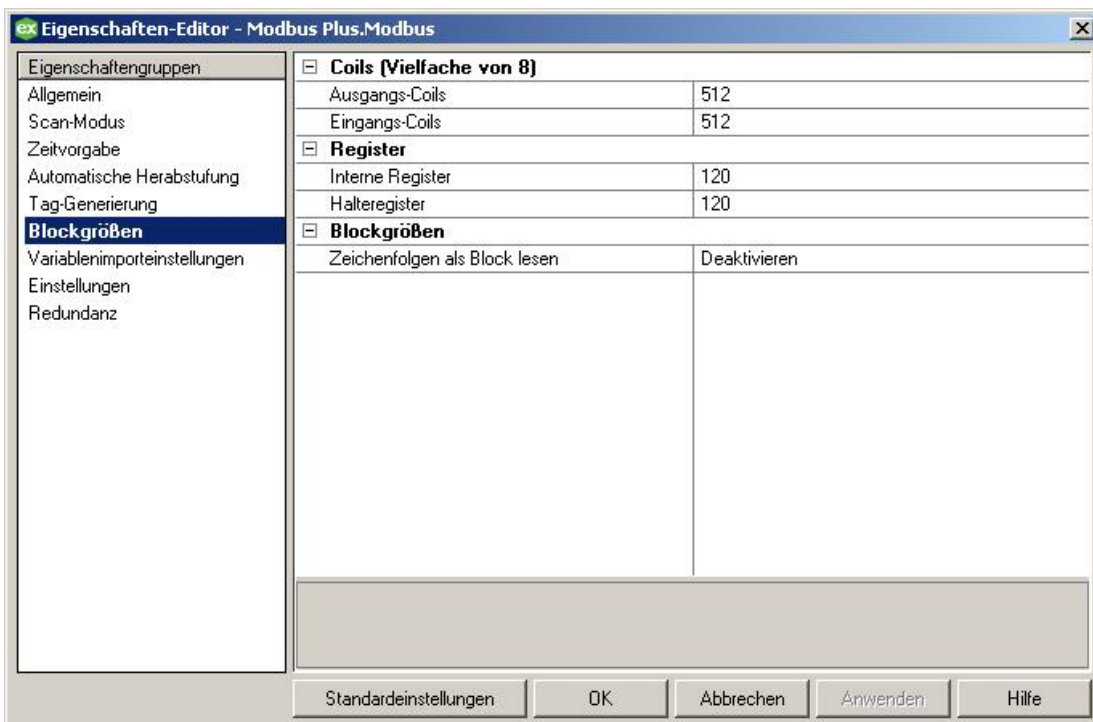 ex Eigenschaften-Editor - Modbus Plus.Modbus
Eigenschaftengruppen
Allgemein
Scan-Modus
Zeitvorgabe
Automatische Herabstufung
Tag-Generierung
Blockgrößen
Variablenimporteinstellungen
Einstellungen
Redundanz
Coils (Vielfache von 8)
Ausgangs-Coils 512
Eingangs-Coils 512
Register
Interne Register 120
Halteregister 120
Blockgrößen
Zeichenfolgen als Block lesen Deaktivieren
Standardeinstellungen OK Abbrechen Anwenden Hilfe